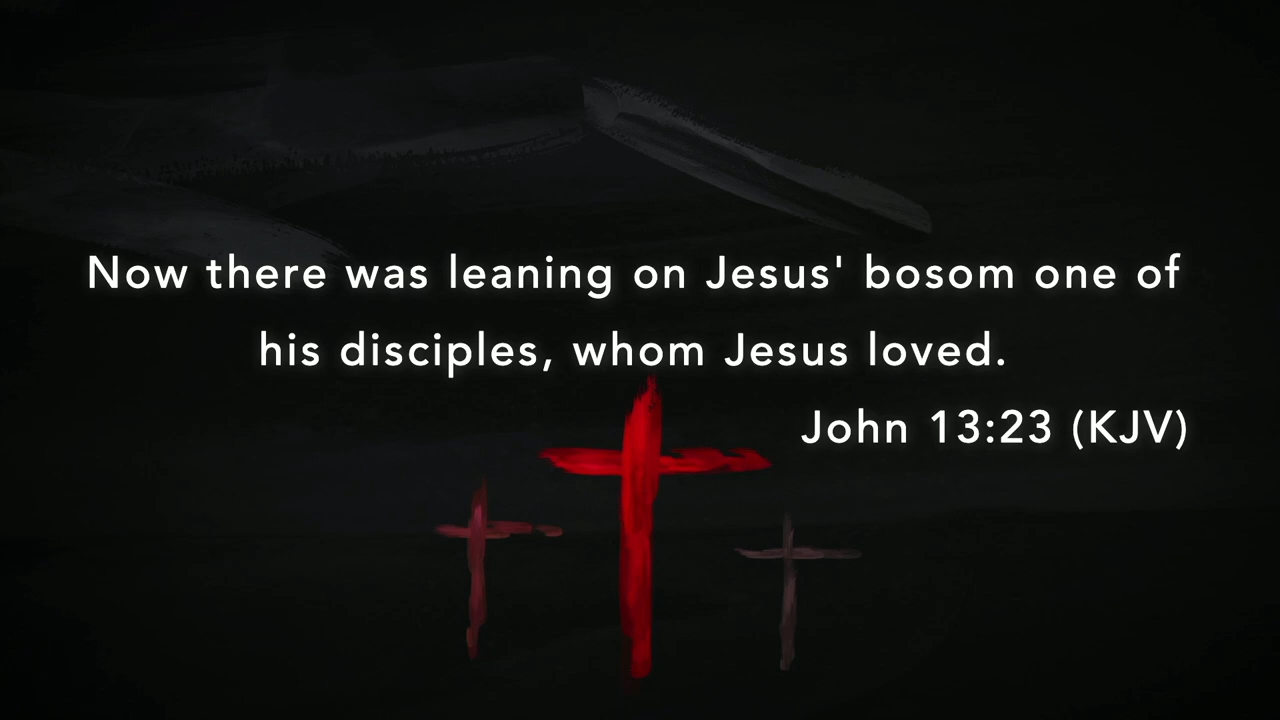 Now there was leaning on Jesus' bosom one of
his disciples, whom Jesus loved.
John 13:23 (KJV)